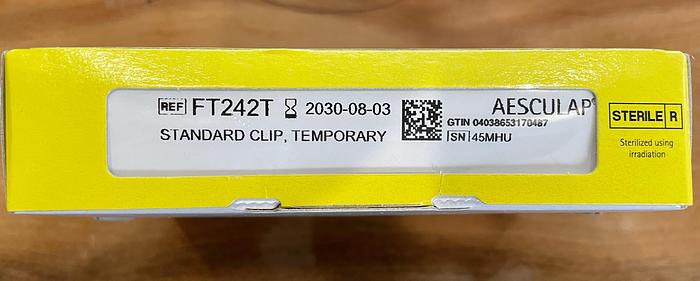 REF FT242T 2030-08-03
STANDARD CLIP, TEMPORARY
AESCULAP®
GTIN 04038653170487
SN 45MHU
STERILE R
Sterilized using
irradiation